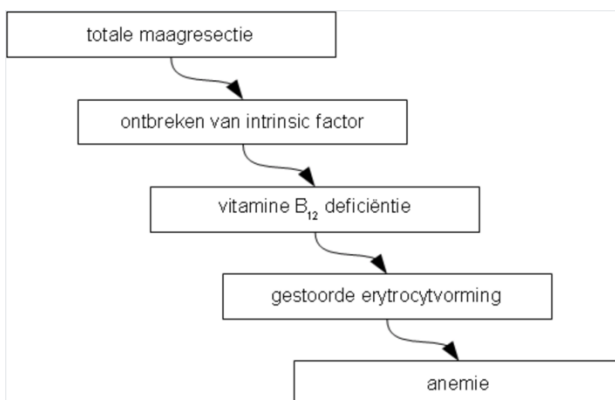 totale maagresectie
ontbreken van intrinsic factor
vitamine B₁₂ deficiëntie
gestoorde erytrocytvorming
anemie